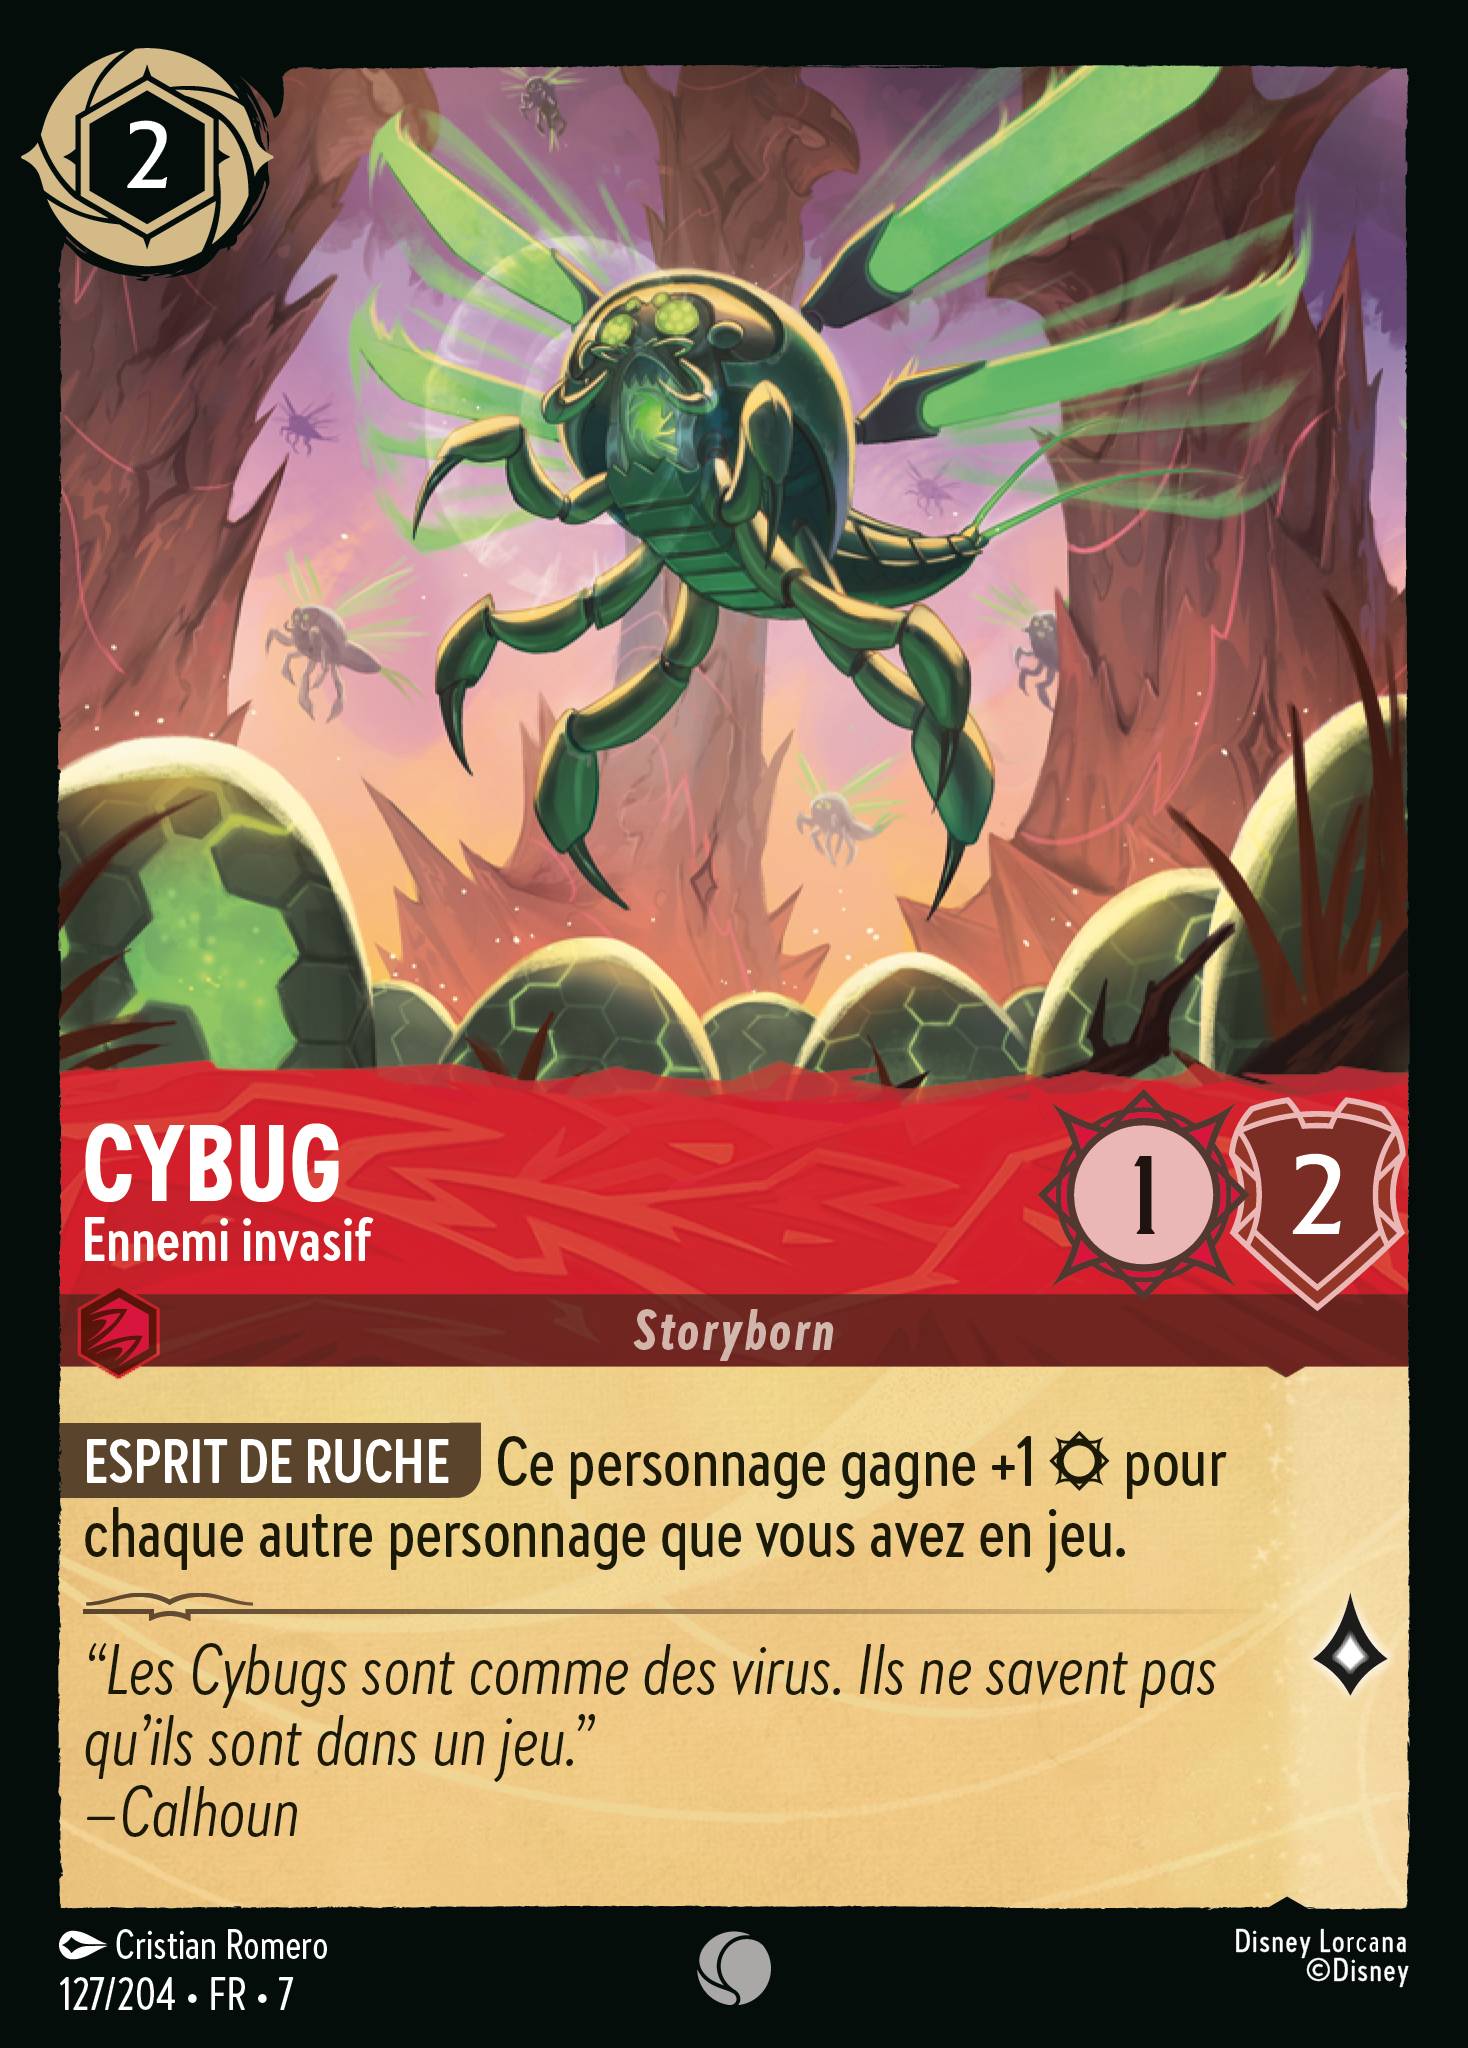 2
CYBUG
Ennemi invasif
1
2
Storyborn
ESPRIT DE RUCHE Ce personnage gagne +1 pour
chaque autre personnage que vous avez en jeu.
“Les Cybugs sont comme des virus. Ils ne savent pas
qu’ils sont dans un jeu.”
–Calhoun
Cristian Romero
127/204 • FR • 7
Disney Lorcana
©Disney